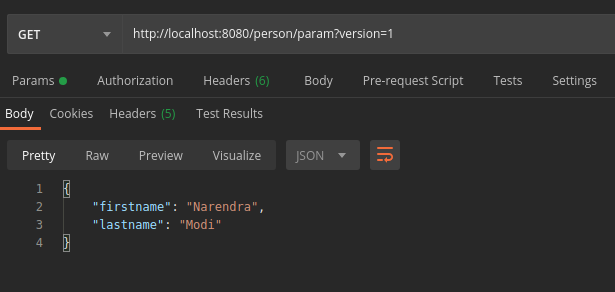 GET http://localhost:8080/person/param?version=1
Params Authorization Headers (6) Body Pre-request Script Tests Settings
Body Cookies Headers (5) Test Results
Pretty Raw Preview Visualize JSON
1 {
2 "firstname": "Narendra",
3 "lastname": "Modi"
4 }